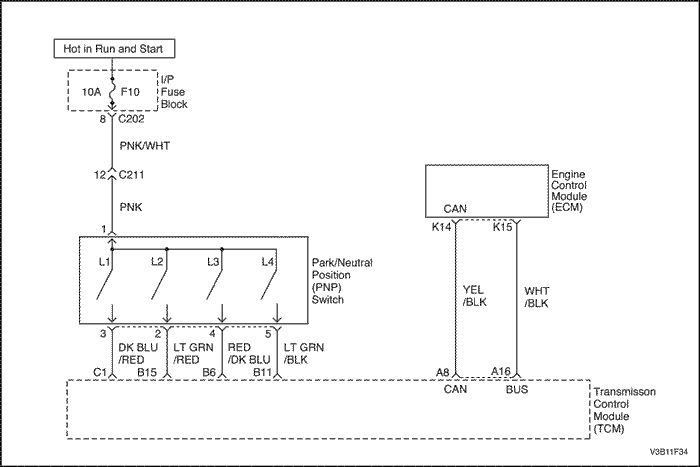 Hot in Run and Start
10A F10
I/P
Fuse
Block
8 C202
PNK/WHT
12 C211
PNK
1
L1 L2 L3 L4
Park/Neutral
Position
(PNP)
Switch
3 2 4 5
DK BLU
/RED
LT GRN
/RED
RED
/DK BLU
LT GRN
/BLK
C1 B15 B6 B11
Engine
Control
Module
(ECM)
CAN
K14 K15
YEL
/BLK
WHT
/BLK
A8 A16
CAN BUS
Transmisson
Control
Module
(TCM)
V3B11F34